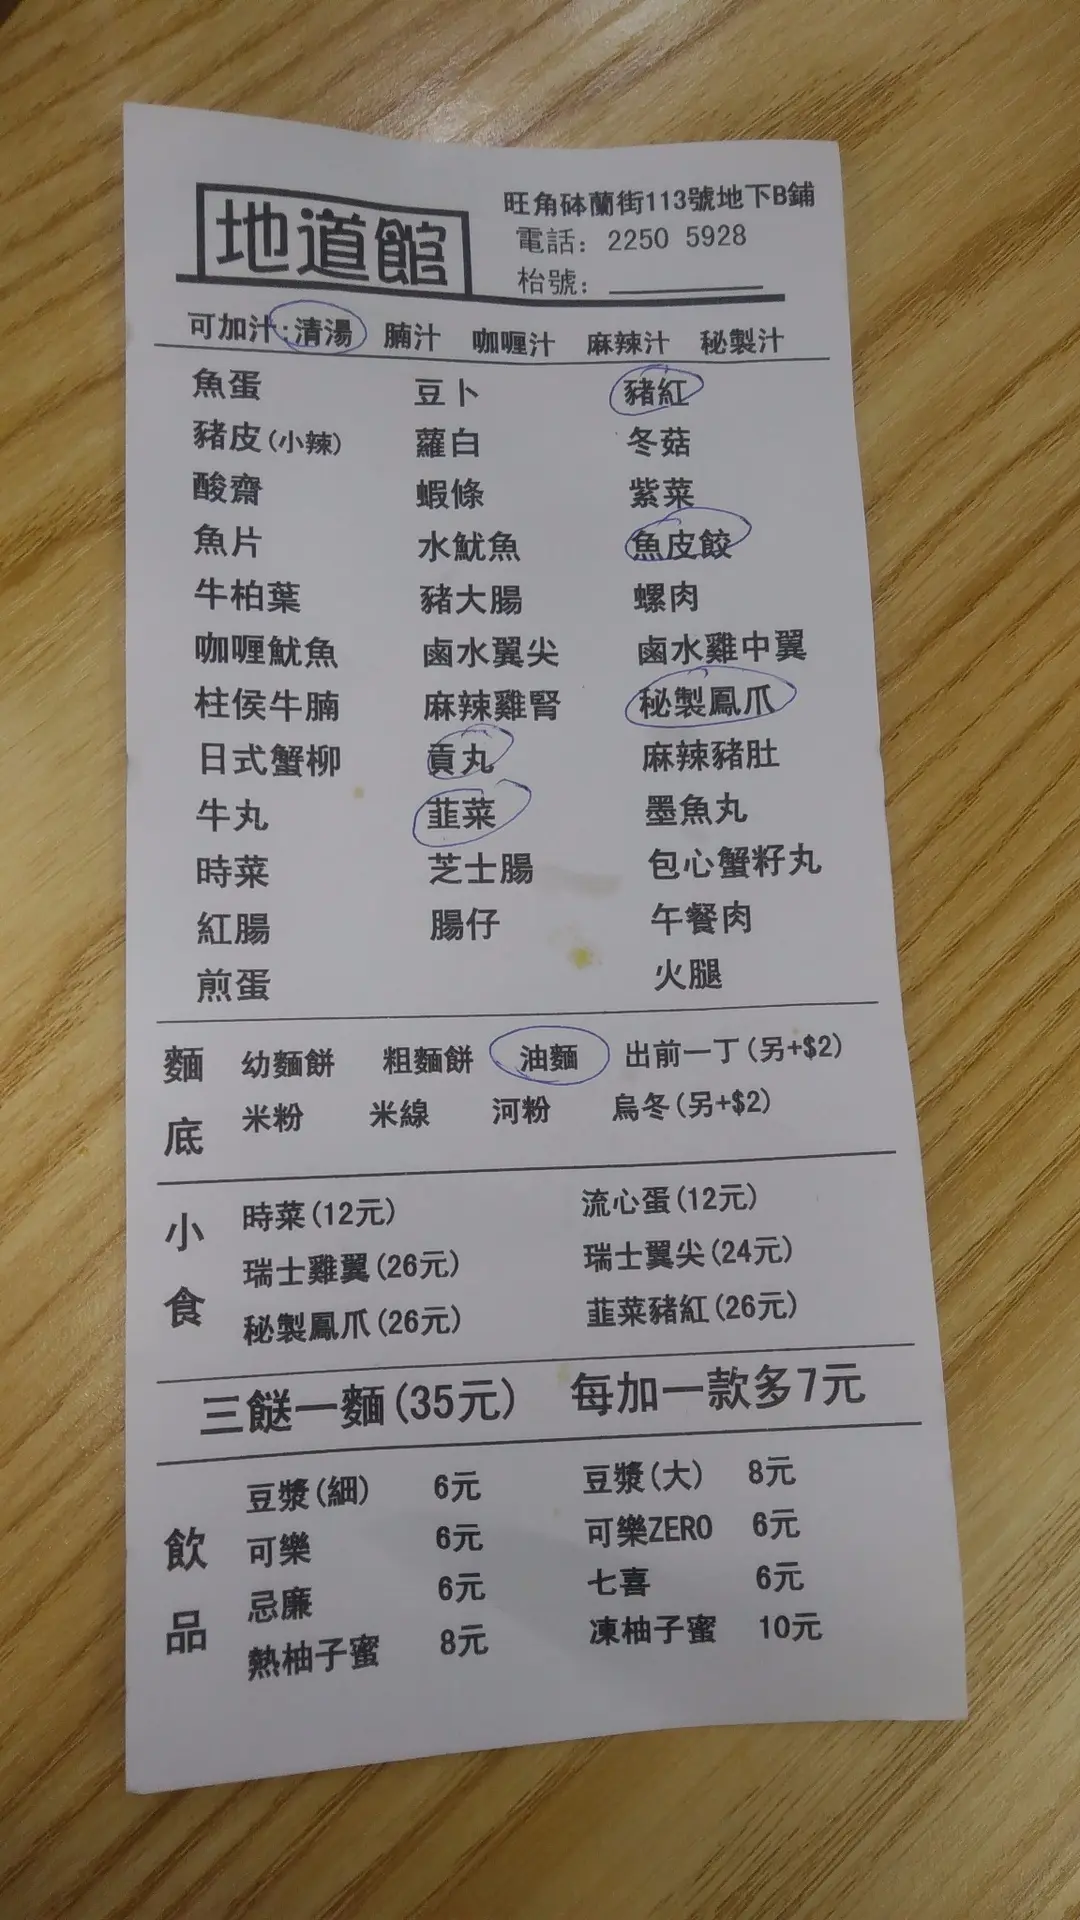 地道館
旺角砵蘭街113號地下B鋪
電話: 2250 5928
枱號:
可加汁:清湯 腩汁 咖喱汁 麻辣汁 秘製汁
魚蛋 豆卜 豬紅
豬皮(小辣) 蘿白 冬菇
酸齋 蝦條 紫菜
魚片 水魷魚 魚皮餃
牛柏葉 豬大腸 螺肉
咖喱魷魚 鹵水翼尖 鹵水雞中翼
柱侯牛腩 麻辣雞腎 秘製鳳爪
日式蟹柳 貢丸 麻辣豬肚
牛丸 韮菜 墨魚丸
時菜 芝士腸 包心蟹籽丸
紅腸 腸仔 午餐肉
煎蛋 火腿
麵底
幼麵餅 粗麵餅 油麵 出前一丁(另+$2)
米粉 米線 河粉 烏冬(另+$2)
小食
時菜(12元) 流心蛋(12元)
瑞士雞翼(26元) 瑞士翼尖(24元)
秘製鳳爪(26元) 韮菜豬紅(26元)
三餸一麵(35元) 每加一款多7元
飲品
豆漿(細) 6元 豆漿(大) 8元
可樂 6元 可樂ZERO 6元
忌廉 6元 七喜 6元
熱柚子蜜 8元 凍柚子蜜 10元